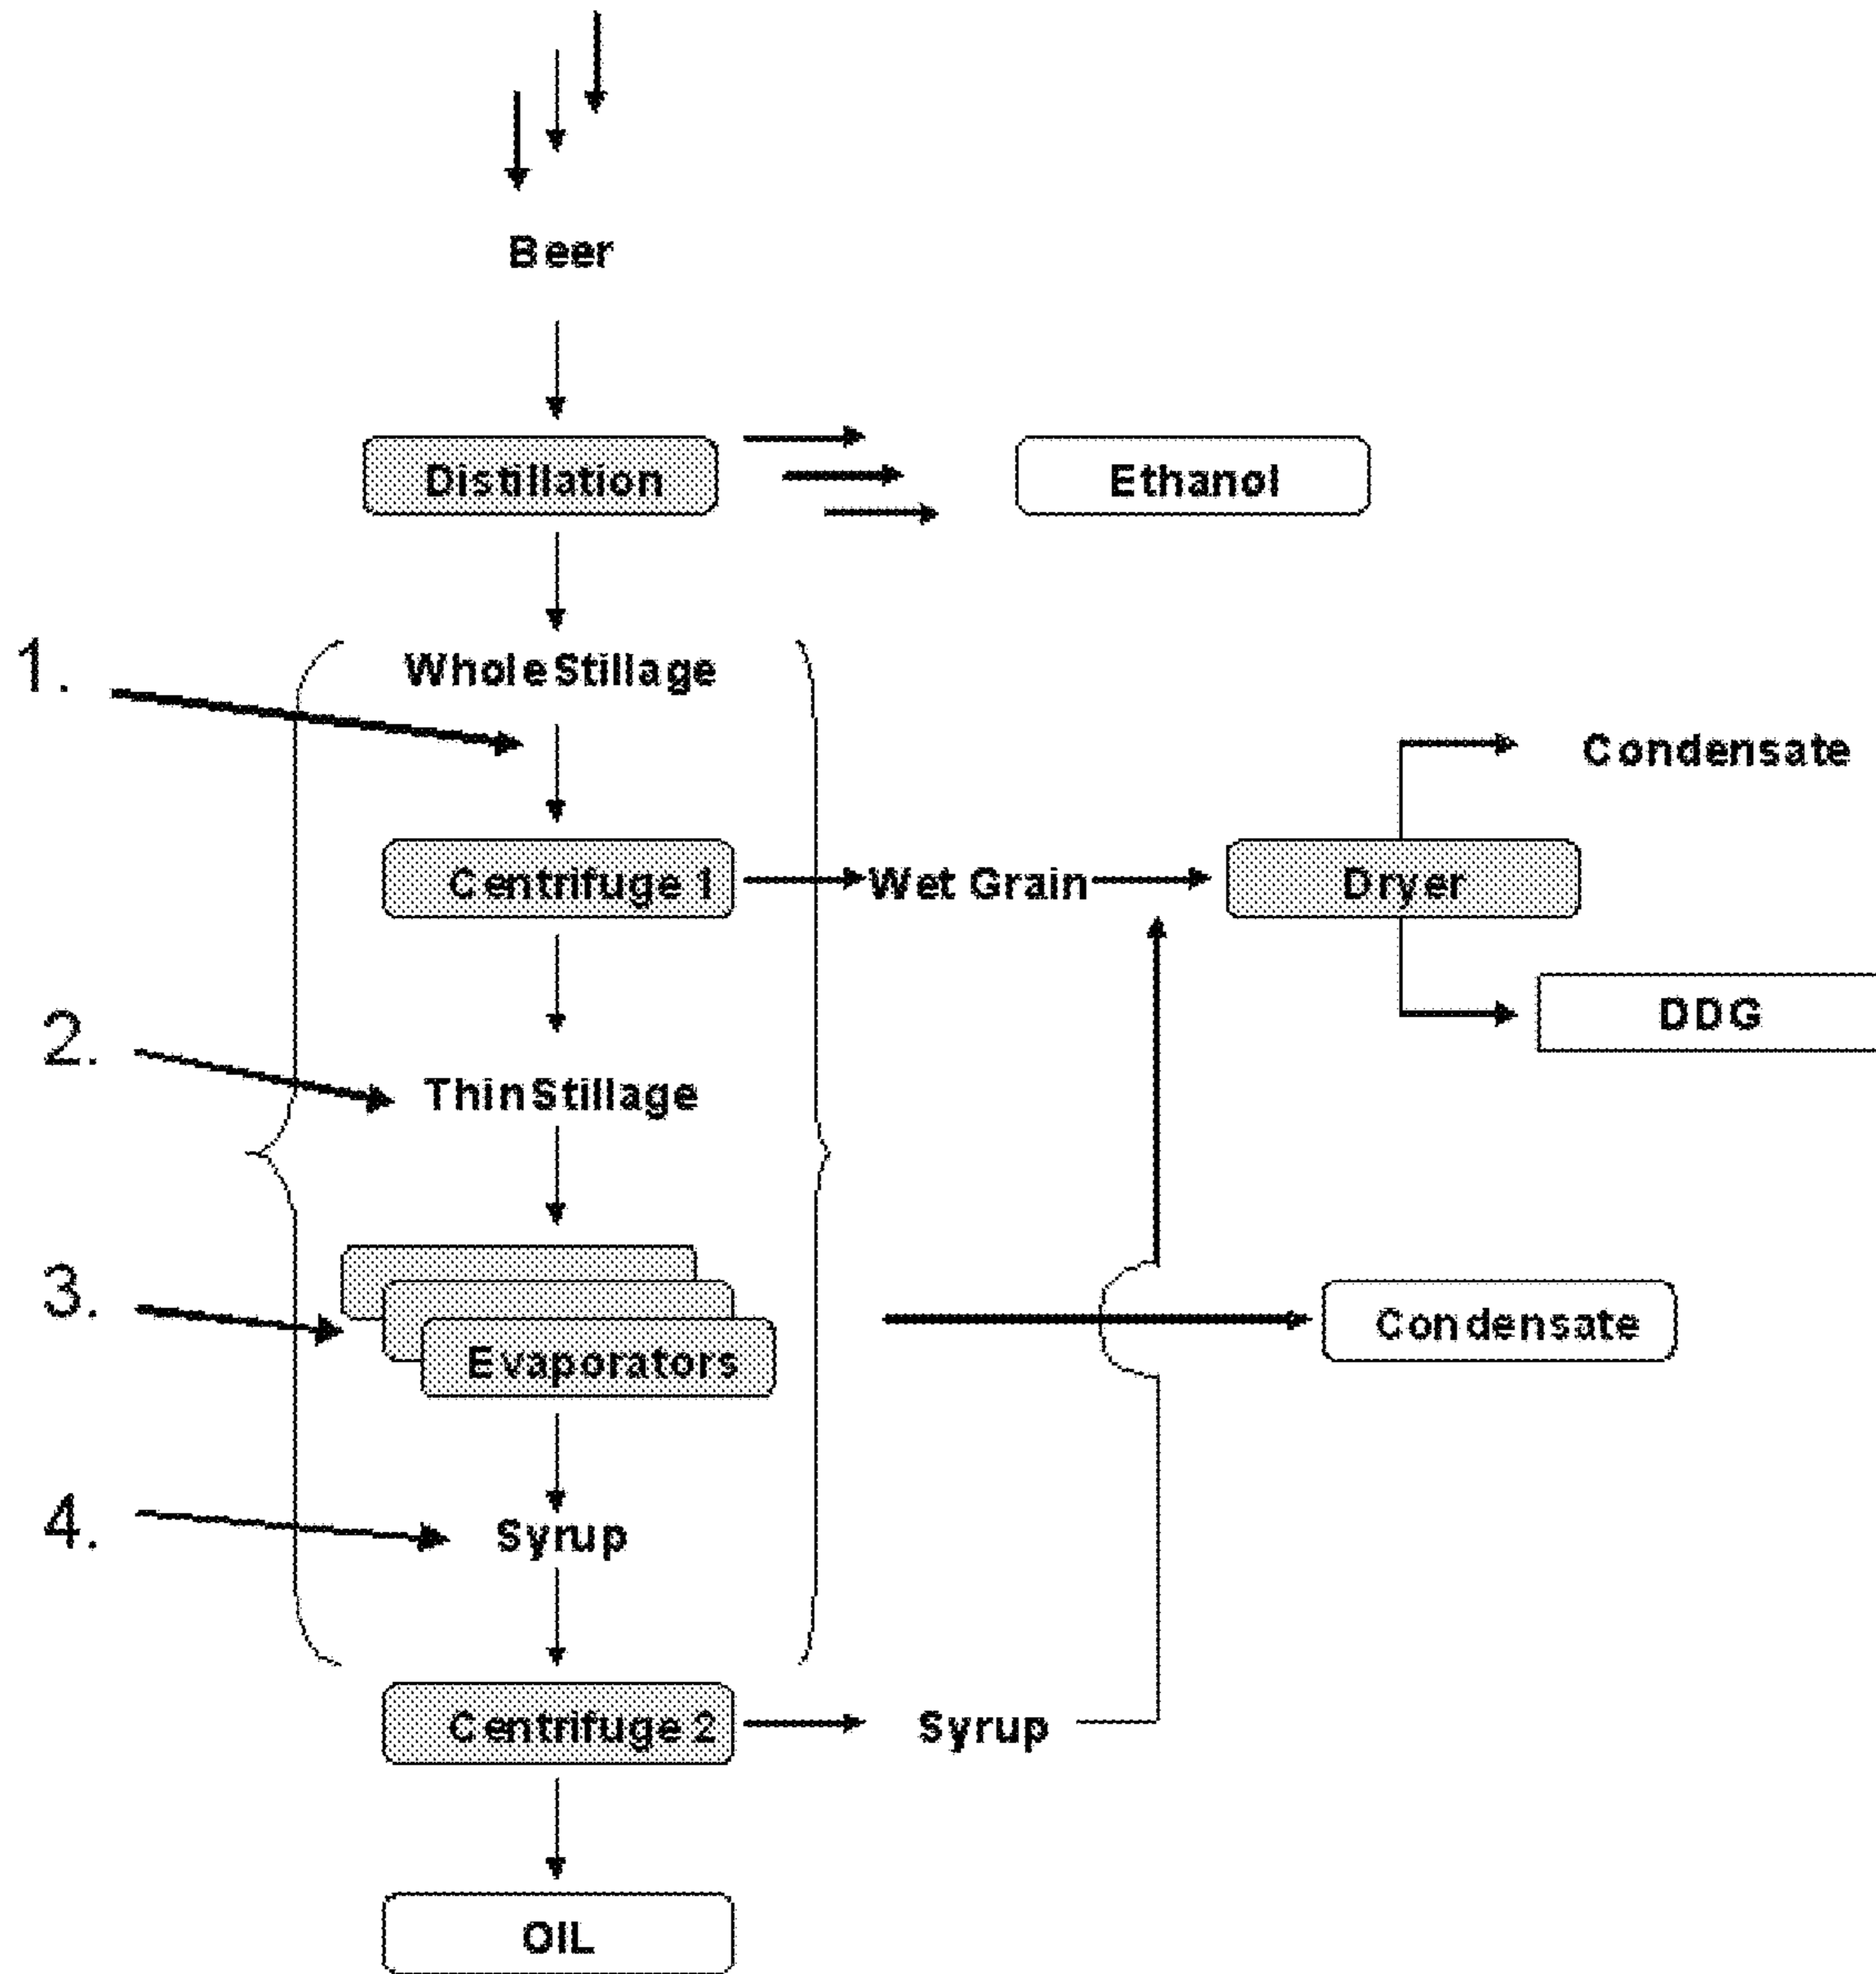 Beer
Distillation
Ethanol
1.
Whole Stillage
Condensate
Centrifuge 1
Wet Grain
Dryer
2.
DDG
Thin Stillage
3.
Condensate
Evaporators
4.
Syrup
Centrifuge 2
Syrup
OIL